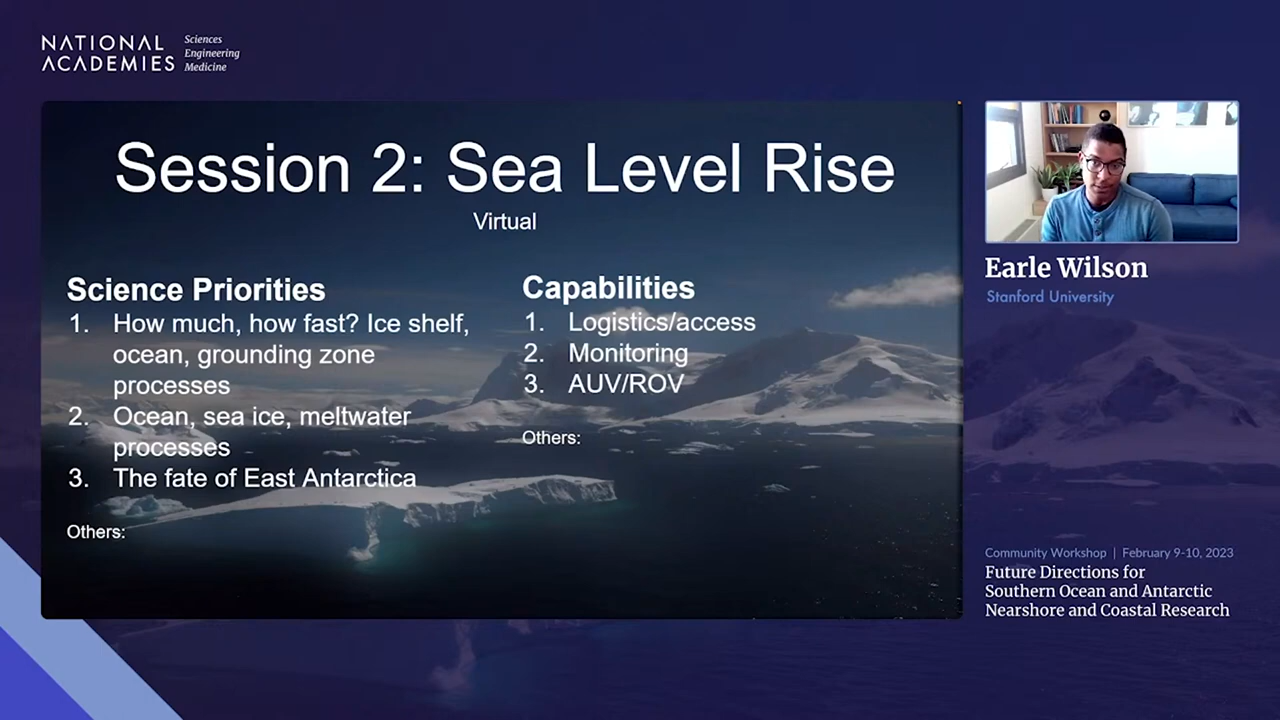 NATIONAL
ACADEMIES
Sciences
Engineering
Medicine
Session 2: Sea Level Rise
Virtual
Science Priorities
1. How much, how fast? Ice shelf,
ocean, grounding zone
processes
2. Ocean, sea ice, meltwater
processes
3. The fate of East Antarctica
Others:
Capabilities
1. Logistics/access
2. Monitoring
3. AUV/ROV
Others:
Earle Wilson
Stanford University
Community Workshop | February 9-10, 2023
Future Directions for
Southern Ocean and Antarctic
Nearshore and Coastal Research